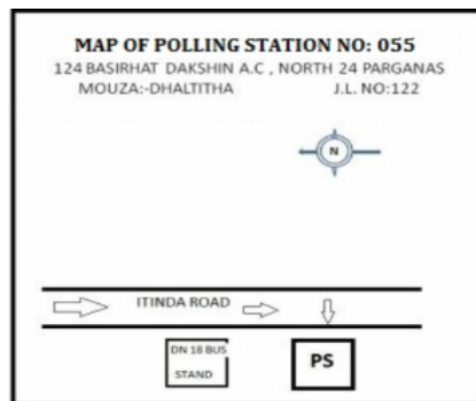 MAP OF POLLING STATION NO: 055
124 BASIRHAT DAKSHIN A.C , NORTH 24 PARGANAS
MOUZA:-DHALTITHA J.L. NO:122
N
ITINDA ROAD
DN 18 BUS
STAND
PS